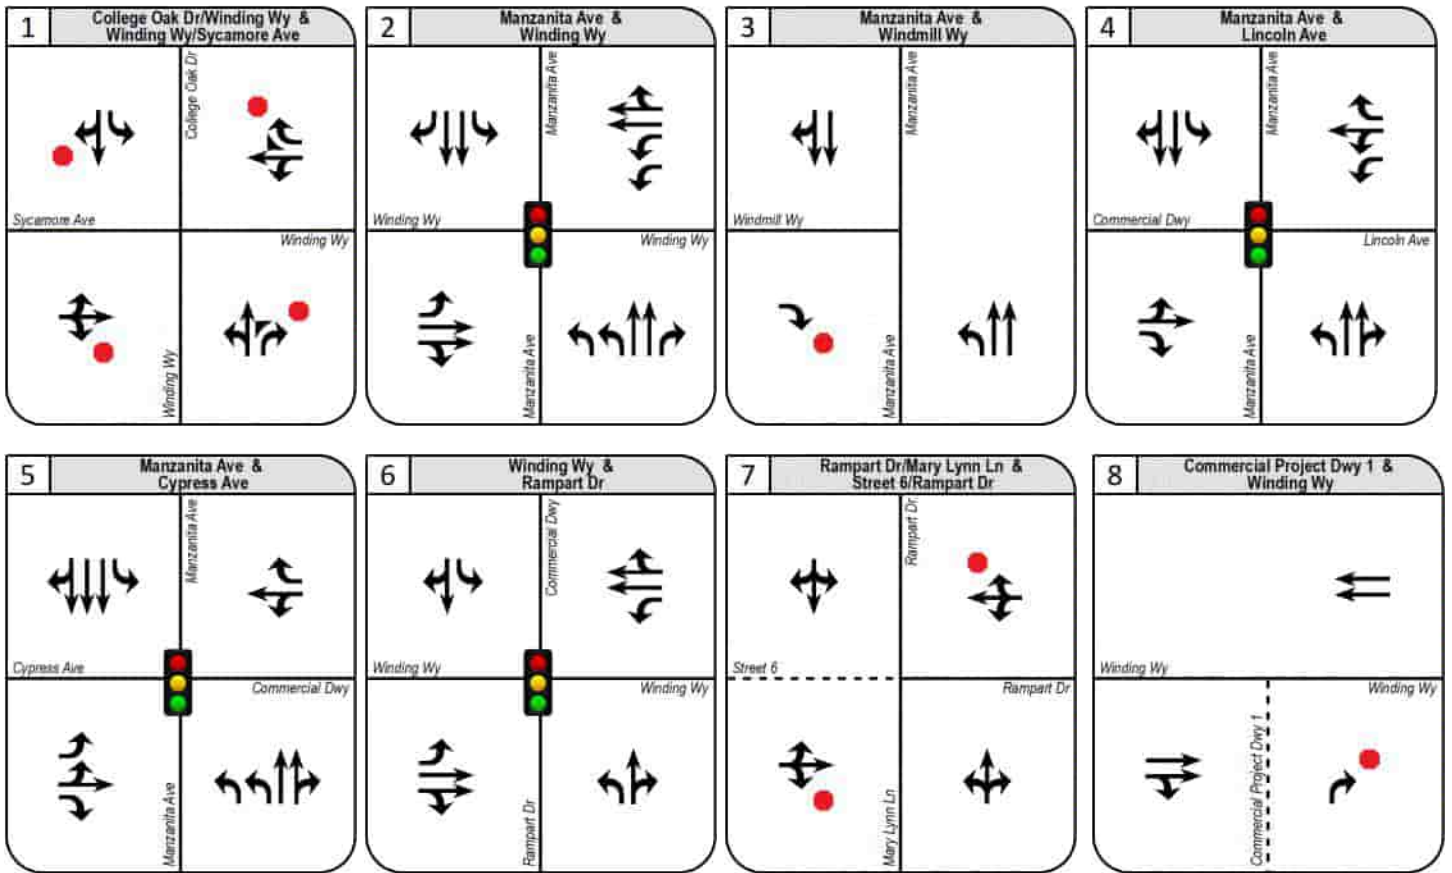 1
College Oak Dr/Winding Wy &
Winding Wy/Sycamore Ave
College Oak Dr
Sycamore Ave
Winding Wy
Winding Wy
2
Manzanita Ave &
Winding Wy
Manzanita Ave
Winding Wy
Winding Wy
Manzanita Ave
3
Manzanita Ave &
Windmill Wy
Manzanita Ave
Windmill Wy
Manzanita Ave
4
Manzanita Ave &
Lincoln Ave
Manzanita Ave
Commercial Dwy
Lincoln Ave
Manzanita Ave
5
Manzanita Ave &
Cypress Ave
Manzanita Ave
Cypress Ave
Commercial Dwy
Manzanita Ave
6
Winding Wy &
Rampart Dr
Commercial Dwy
Winding Wy
Winding Wy
Rampart Dr
7
Rampart Dr/Mary Lynn Ln &
Street 6/Rampart Dr
Rampart Dr
Street 6
Rampart Dr
Mary Lynn Ln
8
Commercial Project Dwy 1 &
Winding Wy
Winding Wy
Winding Wy
Commercial Project Dwy 1